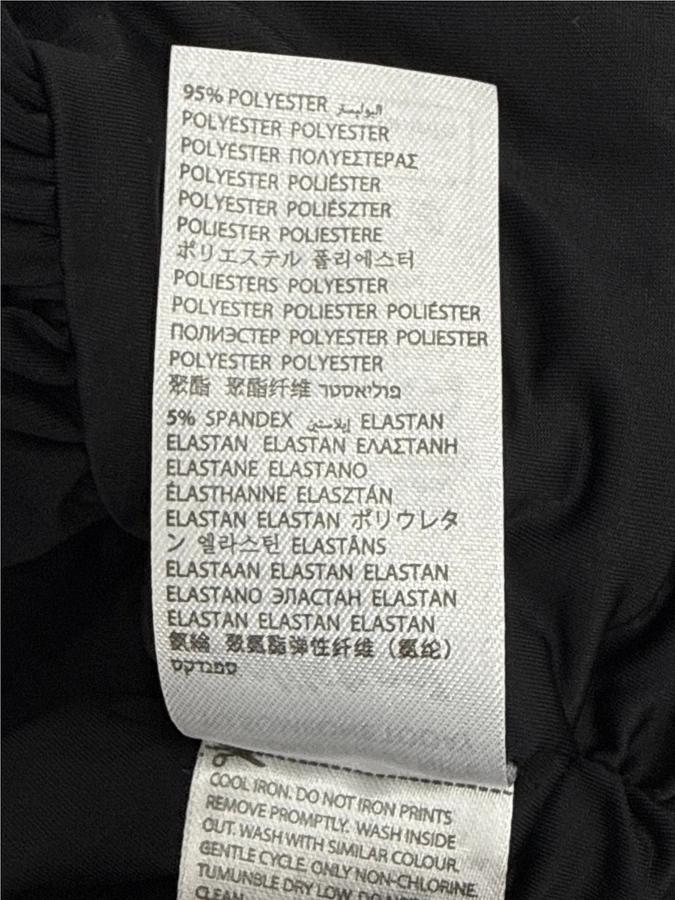 95% POLYESTER البوليستر
POLYESTER POLYESTER
POLYESTER ΠΟΛΥΕΣΤΕΡΑΣ
POLYESTER POLIÉSTER
POLYESTER POLIÉSZTER
POLIESTER POLIESTERE
ポリエステル 폴리에스터
POLIESTERS POLYESTER
POLYESTER POLIESTER POLIÉSTER
ПОЛИЭСТЕР POLYESTER POLIESTER
POLYESTER POLYESTER
聚酯 聚酯纤维 פוליאסטר
5% SPANDEX إيلاستين ELASTAN
ELASTAN ELASTAN ΕΛΑΣΤΑΝΗ
ELASTANE ELASTANO
ÉLASTHANNE ELASZTÁN
ELASTAN ELASTAN ポリウレタ
ン 엘라스틴 ELASTĀNS
ELASTAAN ELASTAN ELASTAN
ELASTANO ЭЛАСТАН ELASTAN
ELASTAN ELASTAN ELASTAN
氨綸 聚氨酯弹性纤维（氨纶）
ספנדקס
COOL IRON. DO NOT IRON PRINTS
REMOVE PROMPTLY. WASH INSIDE
OUT. WASH WITH SIMILAR COLOUR.
GENTLE CYCLE. ONLY NON-CHLORINE.
TUMUNBLE DRY LOW. DO NOT
CLEAN